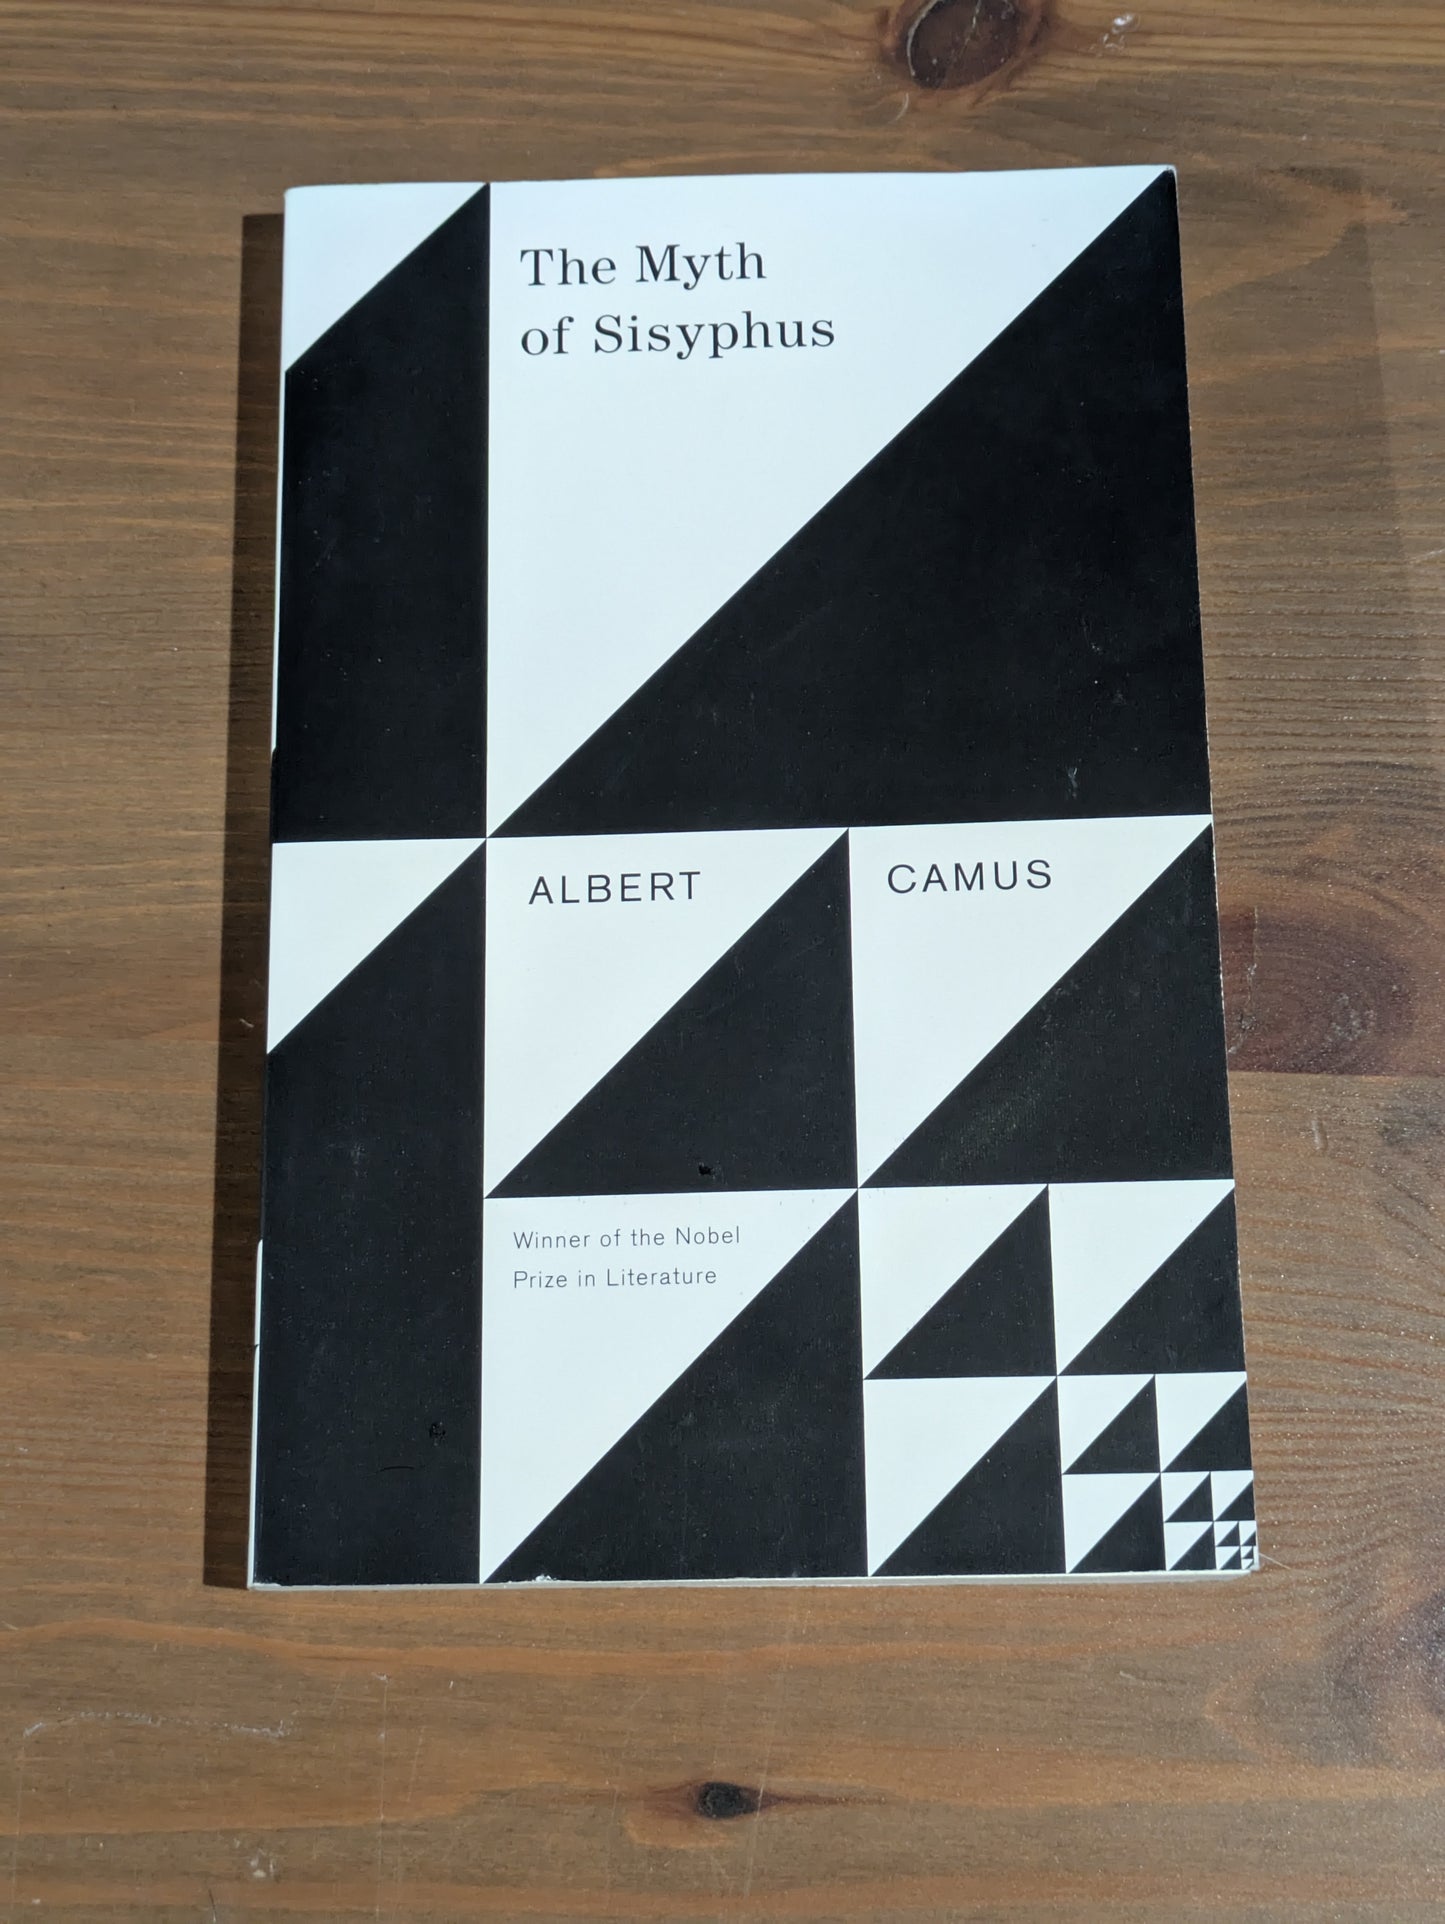 The Myth
of Sisyphus
ALBERT CAMUS
Winner of the Nobel
Prize in Literature